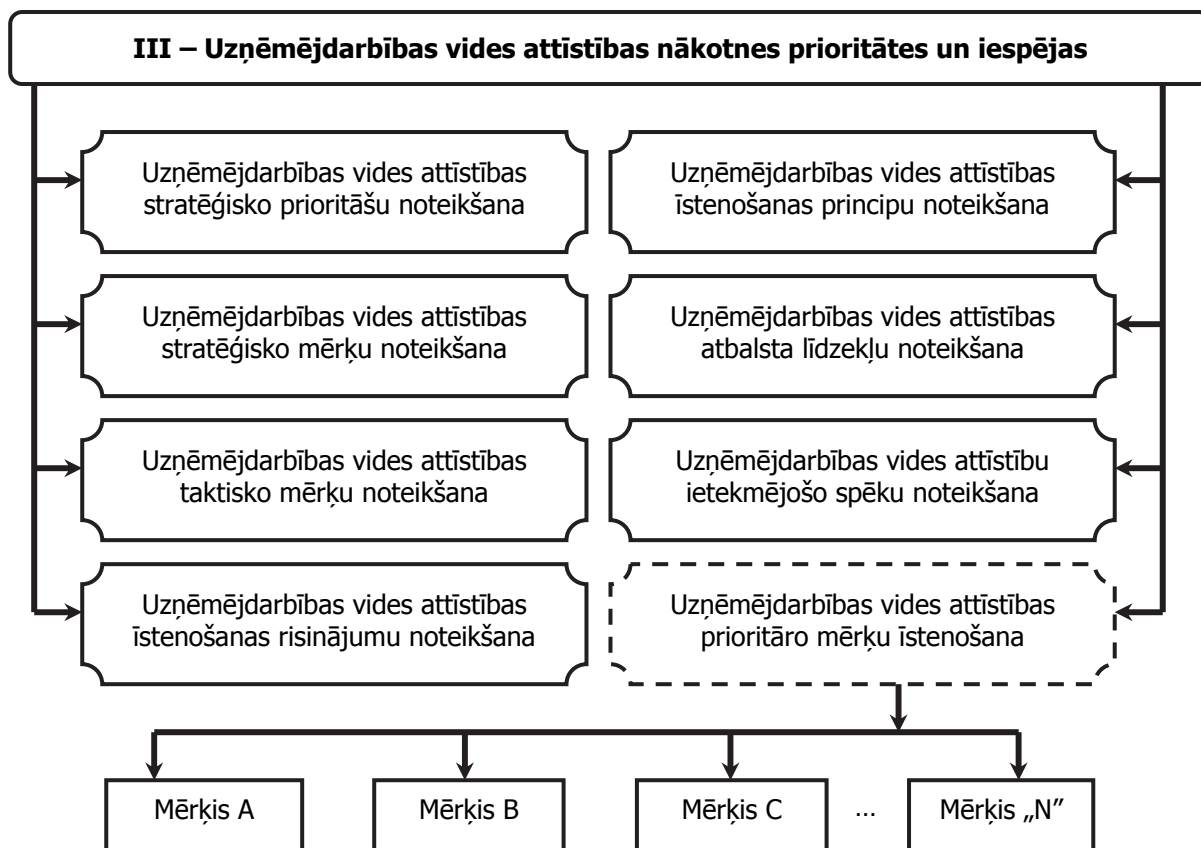 III – Uzņēmējdarbības vides attīstības nākotnes prioritātes un iespējas
Uzņēmējdarbības vides attīstības
stratēģisko prioritāšu noteikšana
Uzņēmējdarbības vides attīstības
īstenošanas principu noteikšana
Uzņēmējdarbības vides attīstības
stratēģisko mērķu noteikšana
Uzņēmējdarbības vides attīstības
atbalsta līdzekļu noteikšana
Uzņēmējdarbības vides attīstības
taktisko mērķu noteikšana
Uzņēmējdarbības vides attīstību
ietekmējošo spēku noteikšana
Uzņēmējdarbības vides attīstības
īstenošanas risinājumu noteikšana
Uzņēmējdarbības vides attīstības
prioritāro mērķu īstenošana
Mērķis A
Mērķis B
Mērķis C
...
Mērķis „N”